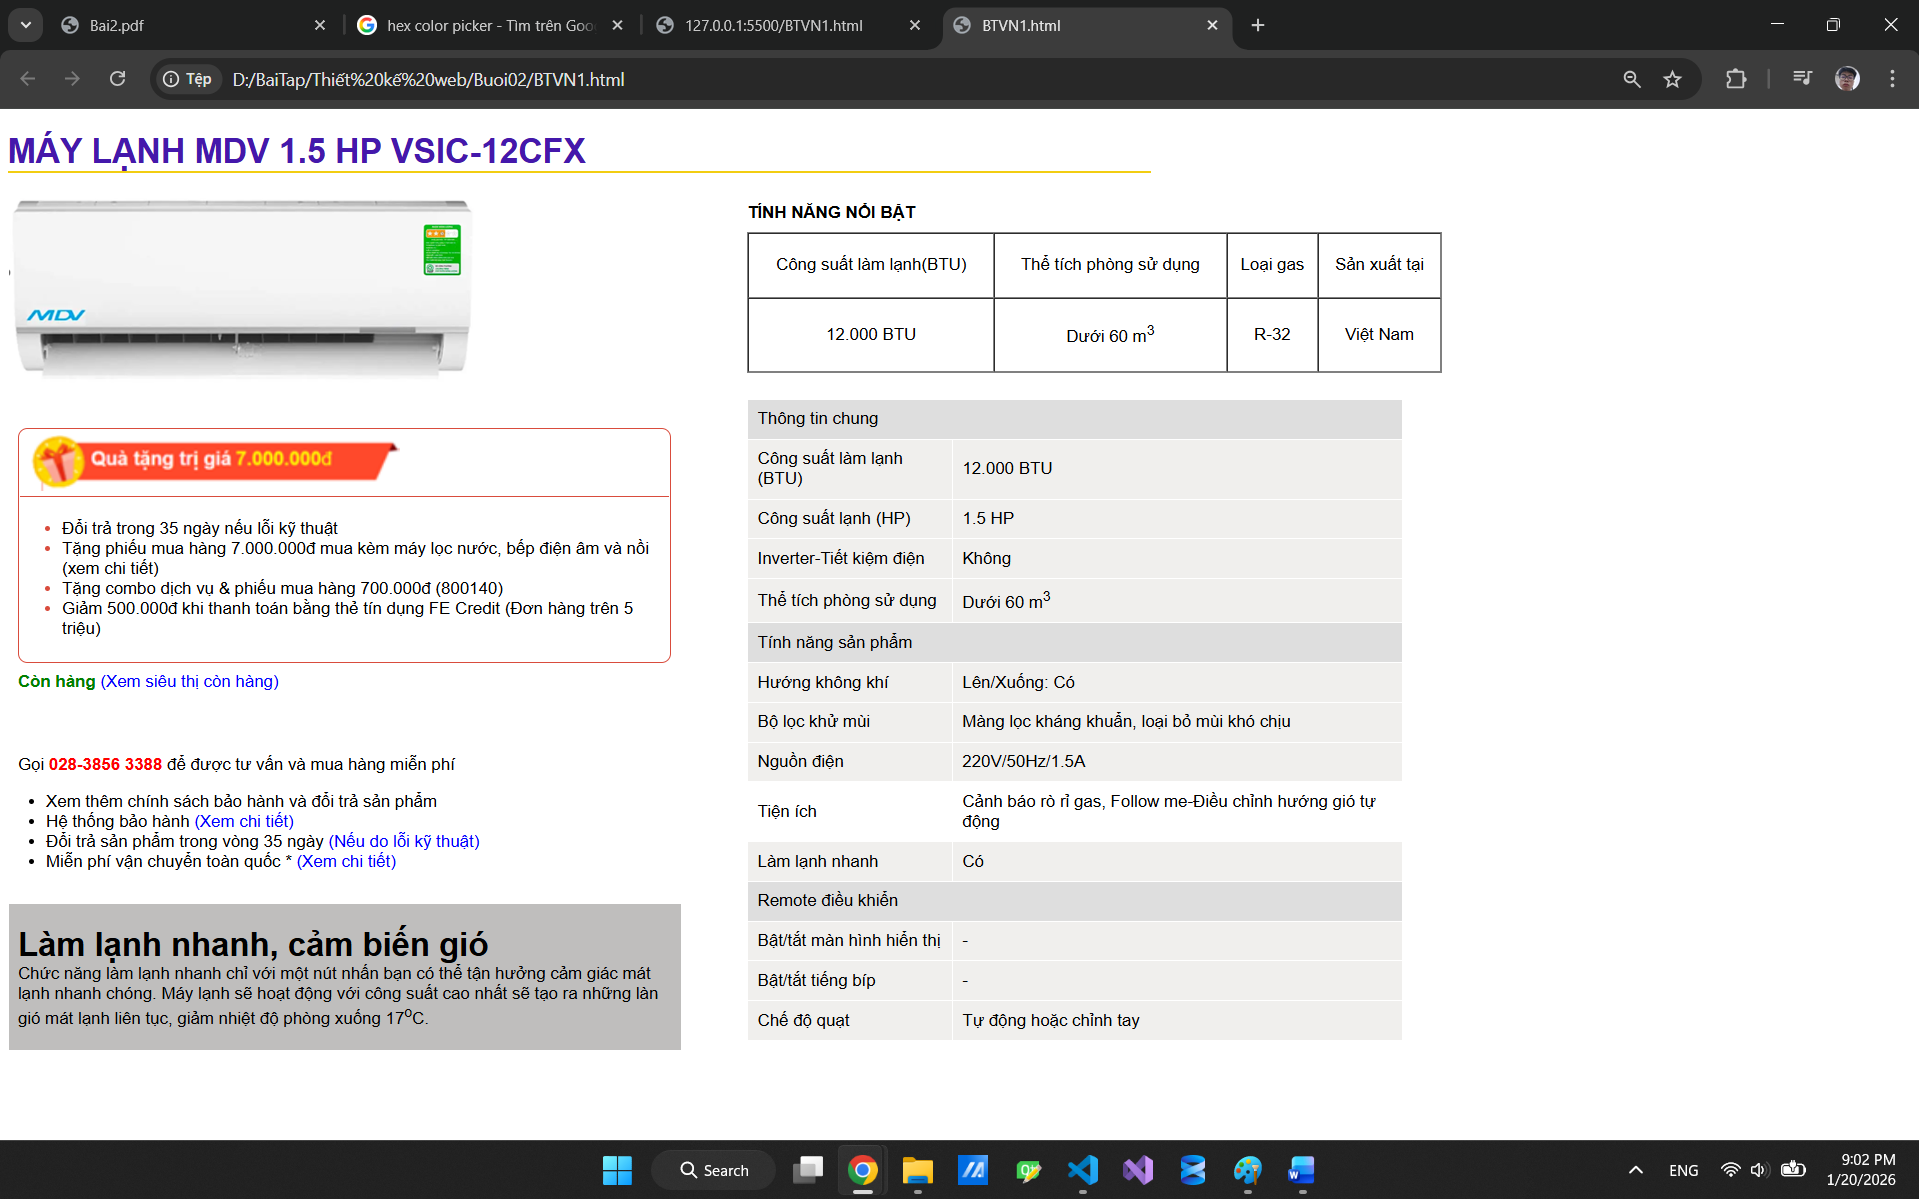 Bai2.pdf
hex color picker - Tìm trên Goo
127.0.0.1:5500/BTVN1.html
BTVN1.html
Tệp
D:/BaiTap/Thiết%20kế%20web/Buoi02/BTVN1.html
MÁY LẠNH MDV 1.5 HP VSIC-12CFX
MDV
Quà tặng trị giá 7.000.000đ
Đổi trả trong 35 ngày nếu lỗi kỹ thuật
Tặng phiếu mua hàng 7.000.000đ mua kèm máy lọc nước, bếp điện âm và nồi
(xem chi tiết)
Tặng combo dịch vụ & phiếu mua hàng 700.000đ (800140)
Giảm 500.000đ khi thanh toán bằng thẻ tín dụng FE Credit (Đơn hàng trên 5
triệu)
Còn hàng (Xem siêu thị còn hàng)
Gọi 028-3856 3388 để được tư vấn và mua hàng miễn phí
Xem thêm chính sách bảo hành và đổi trả sản phẩm
Hệ thống bảo hành (Xem chi tiết)
Đổi trả sản phẩm trong vòng 35 ngày (Nếu do lỗi kỹ thuật)
Miễn phí vận chuyển toàn quốc * (Xem chi tiết)
Làm lạnh nhanh, cảm biến gió
Chức năng làm lạnh nhanh chỉ với một nút nhấn bạn có thể tận hưởng cảm giác mát
lạnh nhanh chóng. Máy lạnh sẽ hoạt động với công suất cao nhất sẽ tạo ra những làn
gió mát lạnh liên tục, giảm nhiệt độ phòng xuống 17⁰C.
TÍNH NĂNG NỔI BẬT
Công suất làm lạnh(BTU) Thể tích phòng sử dụng Loại gas Sản xuất tại
12.000 BTU Dưới 60 m³ R-32 Việt Nam
Thông tin chung
Công suất làm lạnh
(BTU) 12.000 BTU
Công suất lạnh (HP) 1.5 HP
Inverter-Tiết kiệm điện Không
Thể tích phòng sử dụng Dưới 60 m³
Tính năng sản phẩm
Hướng không khí Lên/Xuống: Có
Bộ lọc khử mùi Màng lọc kháng khuẩn, loại bỏ mùi khó chịu
Nguồn điện 220V/50Hz/1.5A
Tiện ích Cảnh báo rò rỉ gas, Follow me-Điều chỉnh hướng gió tự
động
Làm lạnh nhanh Có
Remote điều khiển
Bật/tắt màn hình hiển thị -
Bật/tắt tiếng bíp -
Chế độ quạt Tự động hoặc chỉnh tay
Search
ENG
9:02 PM
1/20/2026